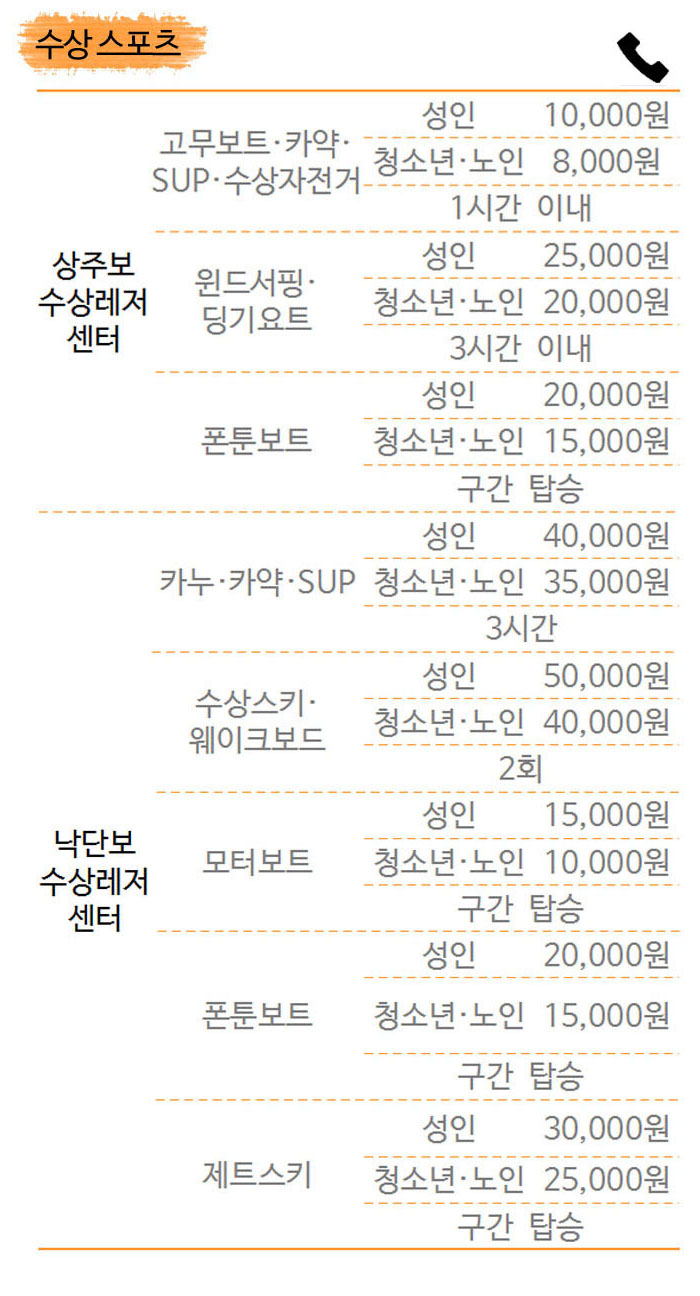 수상 스포츠
상주보
수상레저
센터
고무보트·카약·
SUP·수상자전거
성인 10,000원
청소년·노인 8,000원
1시간 이내
윈드서핑·
딩기요트
성인 25,000원
청소년·노인 20,000원
3시간 이내
폰툰보트
성인 20,000원
청소년·노인 15,000원
구간 탑승
낙단보
수상레저
센터
카누·카약·SUP
성인 40,000원
청소년·노인 35,000원
3시간
수상스키·
웨이크보드
성인 50,000원
청소년·노인 40,000원
2회
모터보트
성인 15,000원
청소년·노인 10,000원
구간 탑승
폰툰보트
성인 20,000원
청소년·노인 15,000원
구간 탑승
제트스키
성인 30,000원
청소년·노인 25,000원
구간 탑승